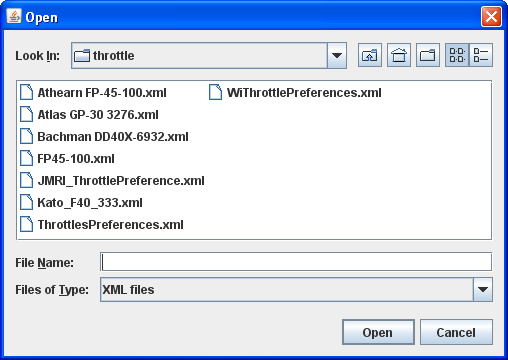 Open
Look In: throttle
Athearn FP-45-100.xml
Atlas GP-30 3276.xml
Bachman DD40X-6932.xml
FP45-100.xml
JMRI_ThrottlePreference.xml
Kato_F40_333.xml
ThrottlesPreferences.xml
WiThrottlePreferences.xml
File Name:
Files of Type: XML files
Open Cancel